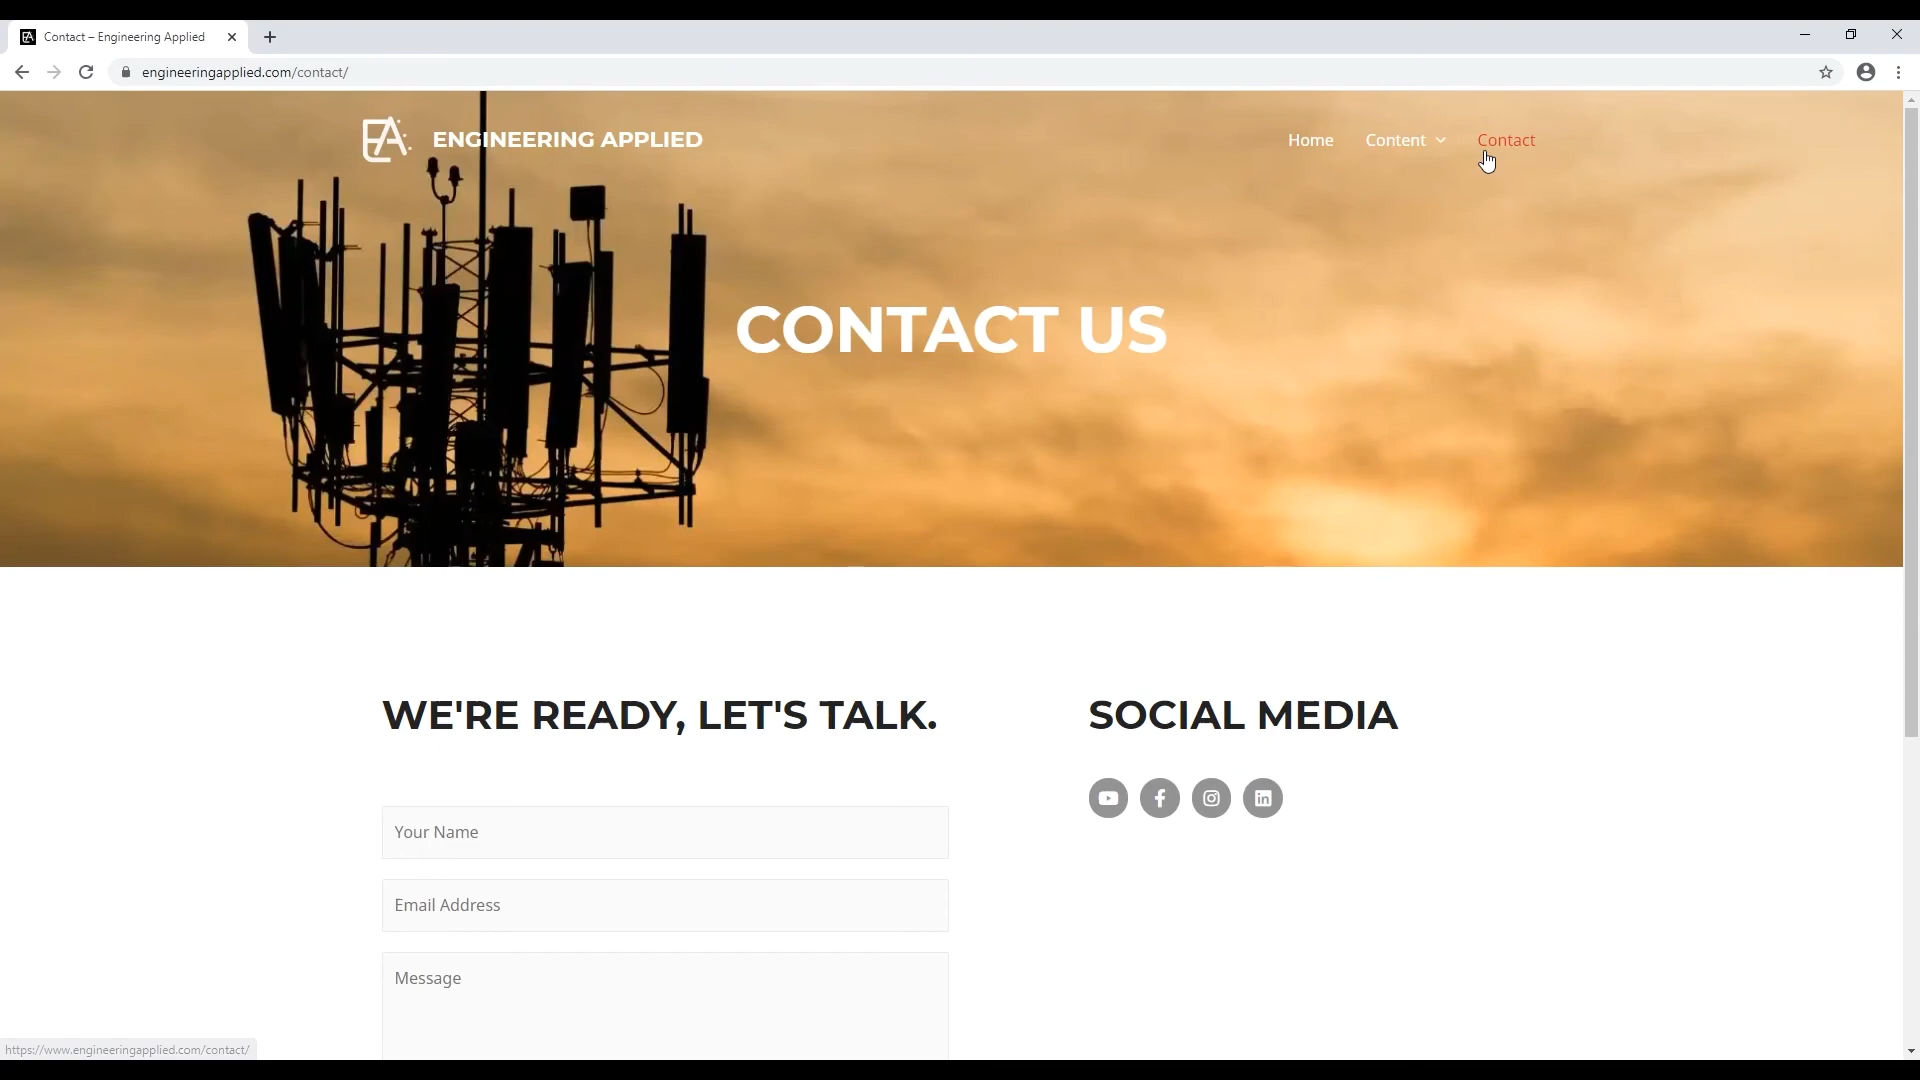 Contact – Engineering Applied
engineeringapplied.com/contact/
ENGINEERING APPLIED
Home
Content
Contact
CONTACT US
WE'RE READY, LET'S TALK.
SOCIAL MEDIA
Your Name
Email Address
Message
https://www.engineeringapplied.com/contact/